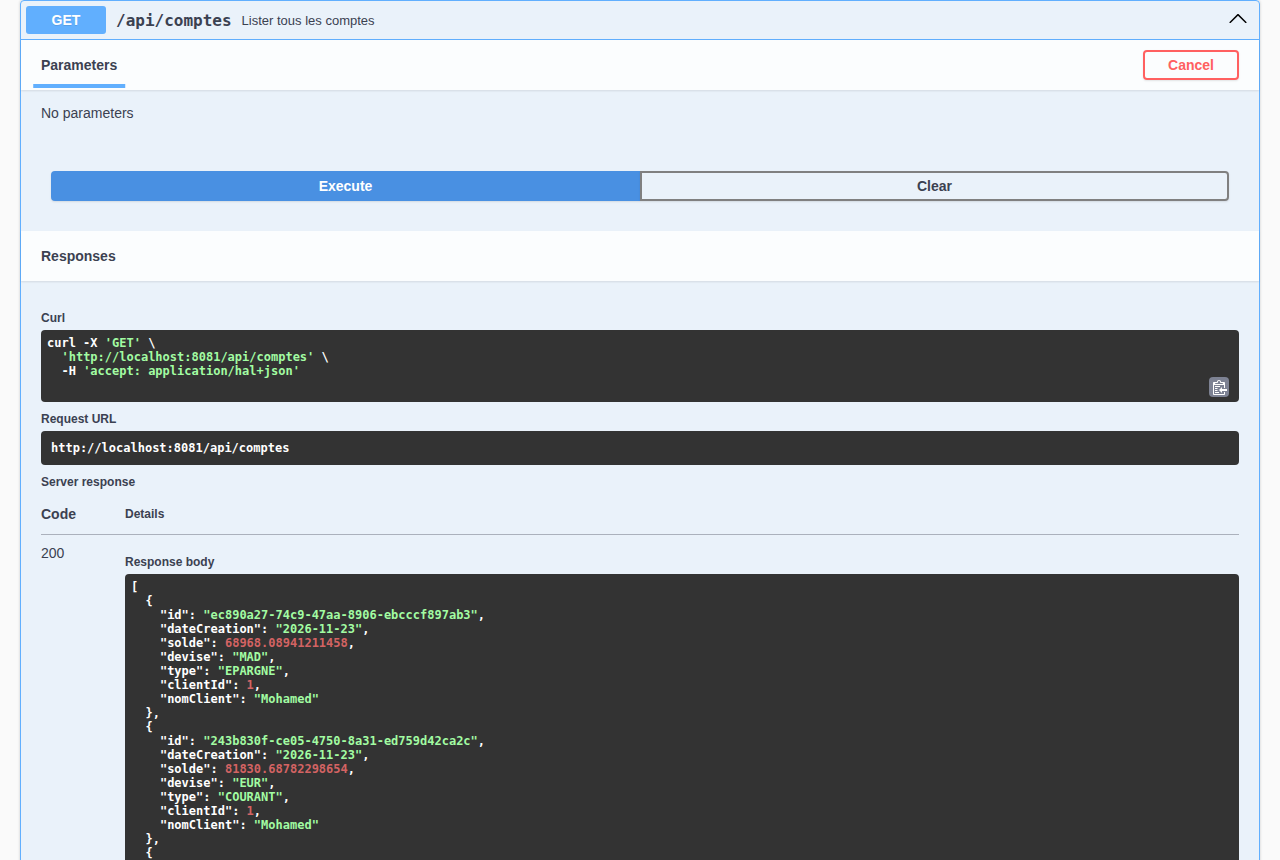 GET /api/comptes Lister tous les comptes
Parameters
Cancel
No parameters
Execute
Clear
Responses
Curl
curl -X 'GET' \
  'http://localhost:8081/api/comptes' \
  -H 'accept: application/hal+json'
Request URL
http://localhost:8081/api/comptes
Server response
Code Details
200
Response body
[
  {
    "id": "ec890a27-74c9-47aa-8906-ebcccf897ab3",
    "dateCreation": "2026-11-23",
    "solde": 68968.08941211458,
    "devise": "MAD",
    "type": "EPARGNE",
    "clientId": 1,
    "nomClient": "Mohamed"
  },
  {
    "id": "243b830f-ce05-4750-8a31-ed759d42ca2c",
    "dateCreation": "2026-11-23",
    "solde": 81830.68782298654,
    "devise": "EUR",
    "type": "COURANT",
    "clientId": 1,
    "nomClient": "Mohamed"
  },
  {